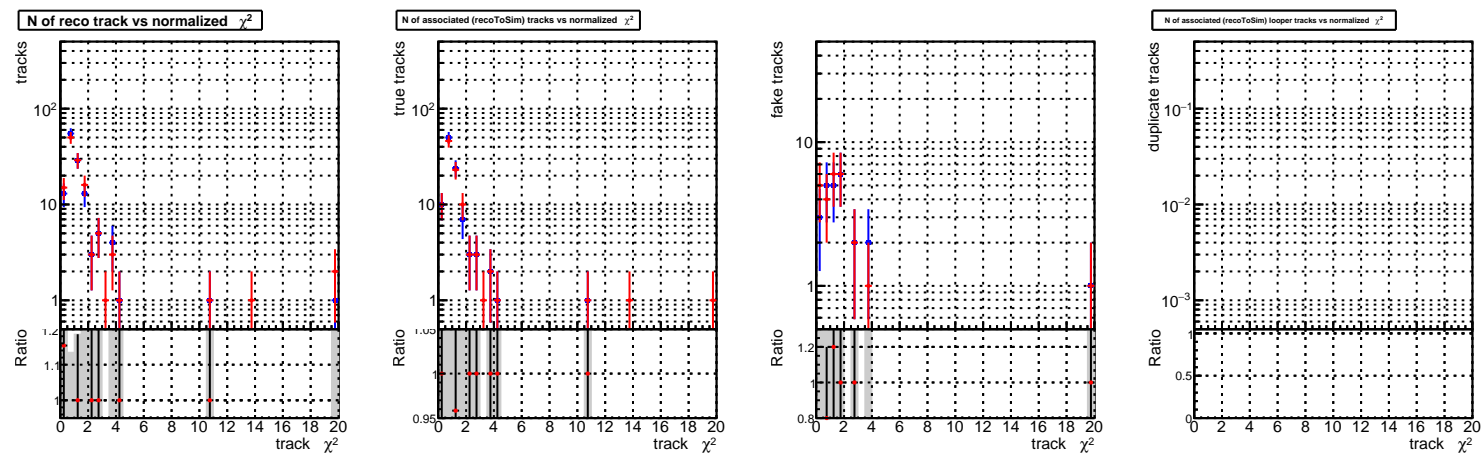 N of reco track vs normalized χ²
tracks
10²
10
1
Ratio
1.2
1.1
1
0 2 4 6 8 10 12 14 16 18 20
track χ²
N of associated (recoToSim) tracks vs normalized χ²
true tracks
10²
10
1
Ratio
1.05
1
0.95
0 2 4 6 8 10 12 14 16 18 20
track χ²
fake tracks
10
1
Ratio
1.2
1
0.8
0 2 4 6 8 10 12 14 16 18 20
track χ²
N of associated (recoToSim) looper tracks vs normalized χ²
duplicate tracks
10⁻¹
10⁻²
10⁻³
Ratio
1
0.5
0
0 2 4 6 8 10 12 14 16 18 20
track χ²